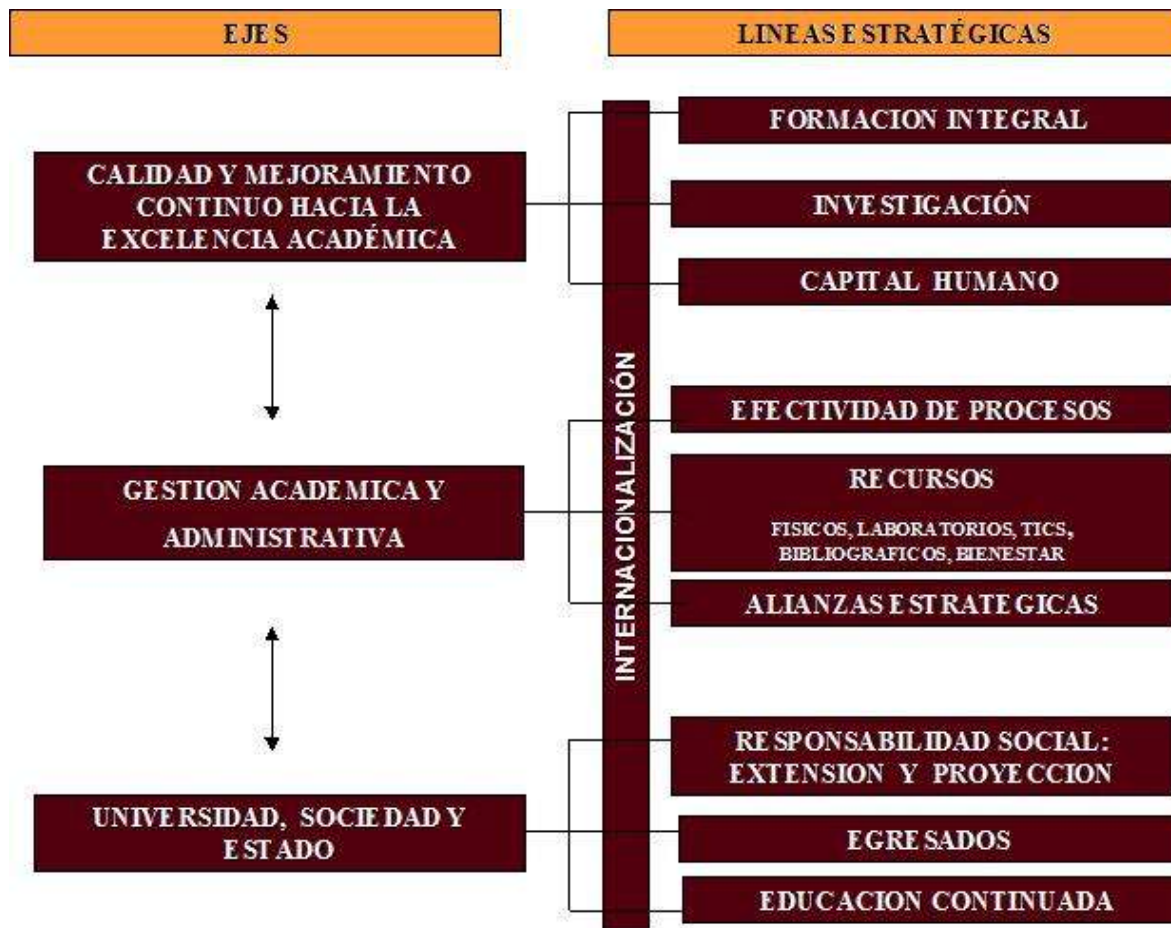 EJES
LINEAS ESTRATÉGICAS
CALIDAD Y MEJORAMIENTO
CONTINUO HACIA LA
EXCELENCIA ACADÉMICA
FORMACION INTEGRAL
INVESTIGACIÓN
CAPITAL HUMANO
INTERNACIONALIZACIÓN
GESTION ACADEMICA Y
ADMINISTRATIVA
EFECTIVIDAD DE PROCESOS
RECURSOS
FISICOS, LABORATORIOS, TICS,
BIBLIOGRAFICOS, BIENESTAR
ALIANZAS ESTRATEGICAS
UNIVERSIDAD, SOCIEDAD Y
ESTADO
RESPONSABILIDAD SOCIAL:
EXTENSION Y PROYECCION
EGRESADOS
EDUCACION CONTINUADA